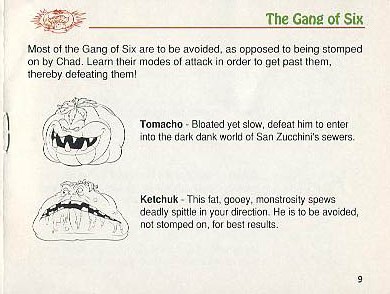 The Gang of Six
Most of the Gang of Six are to be avoided, as opposed to being stomped
on by Chad. Learn their modes of attack in order to get past them,
thereby defeating them!
Tomacho - Bloated yet slow, defeat him to enter
into the dark dank world of San Zucchini's sewers.
Ketchuk - This fat, gooey, monstrosity spews
deadly spittle in your direction. He is to be avoided,
not stomped on, for best results.
9